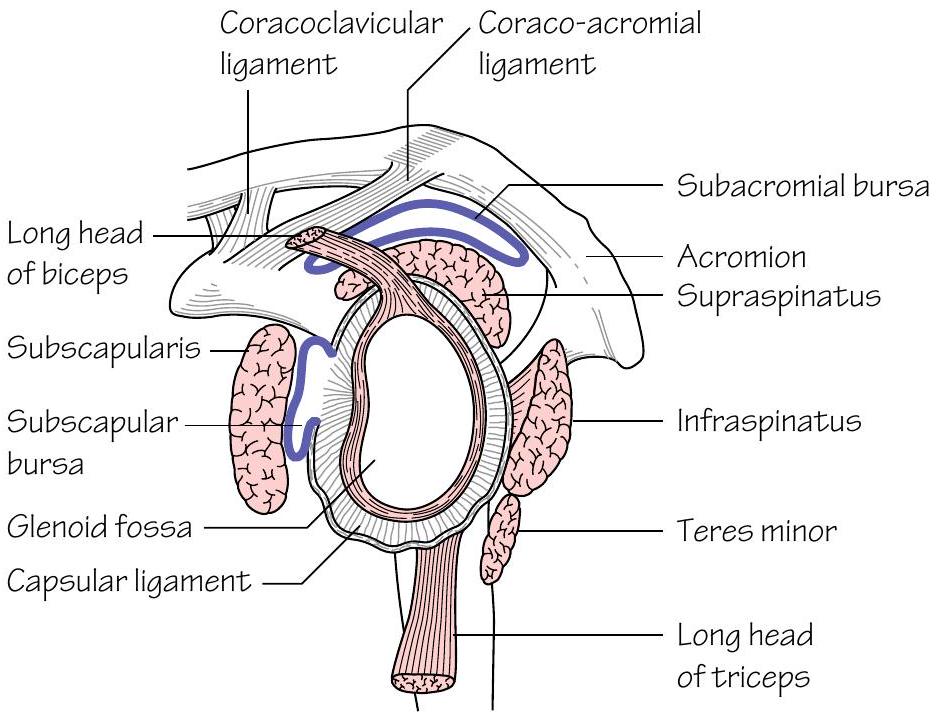 Coracoclavicular
ligament
Coraco-acromial
ligament
Subacromial bursa
Long head
of biceps
Acromion
Supraspinatus
Subscapularis
Infraspinatus
Subscapular
bursa
Glenoid fossa
Teres minor
Capsular ligament
Long head
of triceps